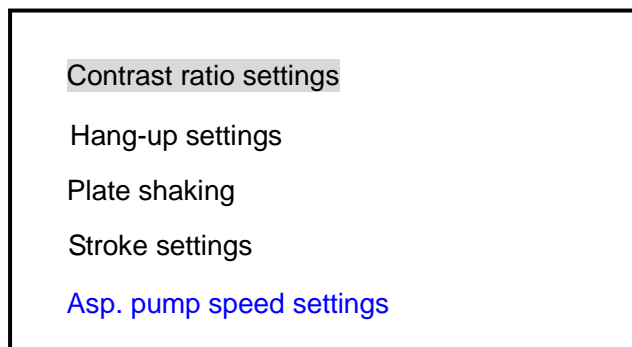 Contrast ratio settings
Hang-up settings
Plate shaking
Stroke settings
Asp. pump speed settings